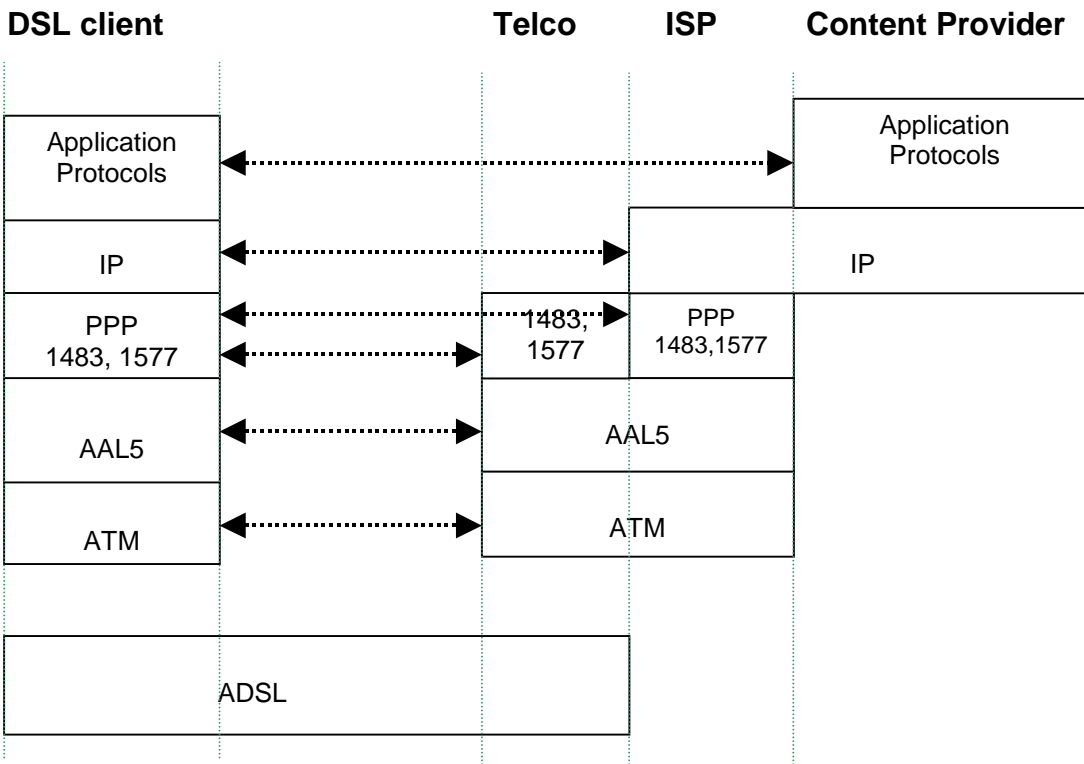 DSL client
Telco
ISP
Content Provider
Application
Protocols
Application
Protocols
IP
IP
PPP
1483, 1577
1483,
1577
PPP
1483,1577
AAL5
AAL5
ATM
ATM
ADSL